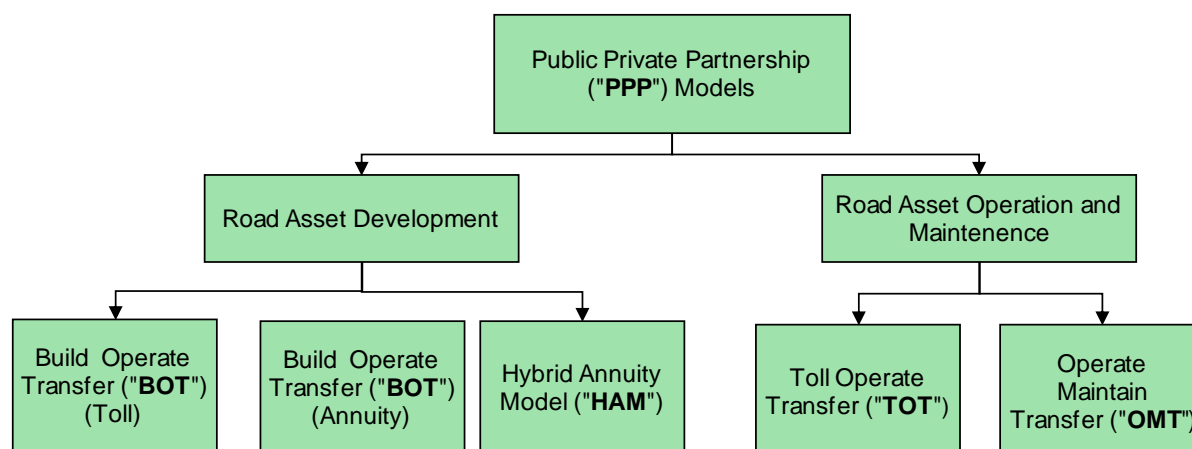 Public Private Partnership
("PPP") Models
Road Asset Development
Road Asset Operation and
Maintenence
Build Operate
Transfer ("BOT")
(Toll)
Build Operate
Transfer ("BOT")
(Annuity)
Hybrid Annuity
Model ("HAM")
Toll Operate
Transfer ("TOT")
Operate
Maintain
Transfer ("OMT")